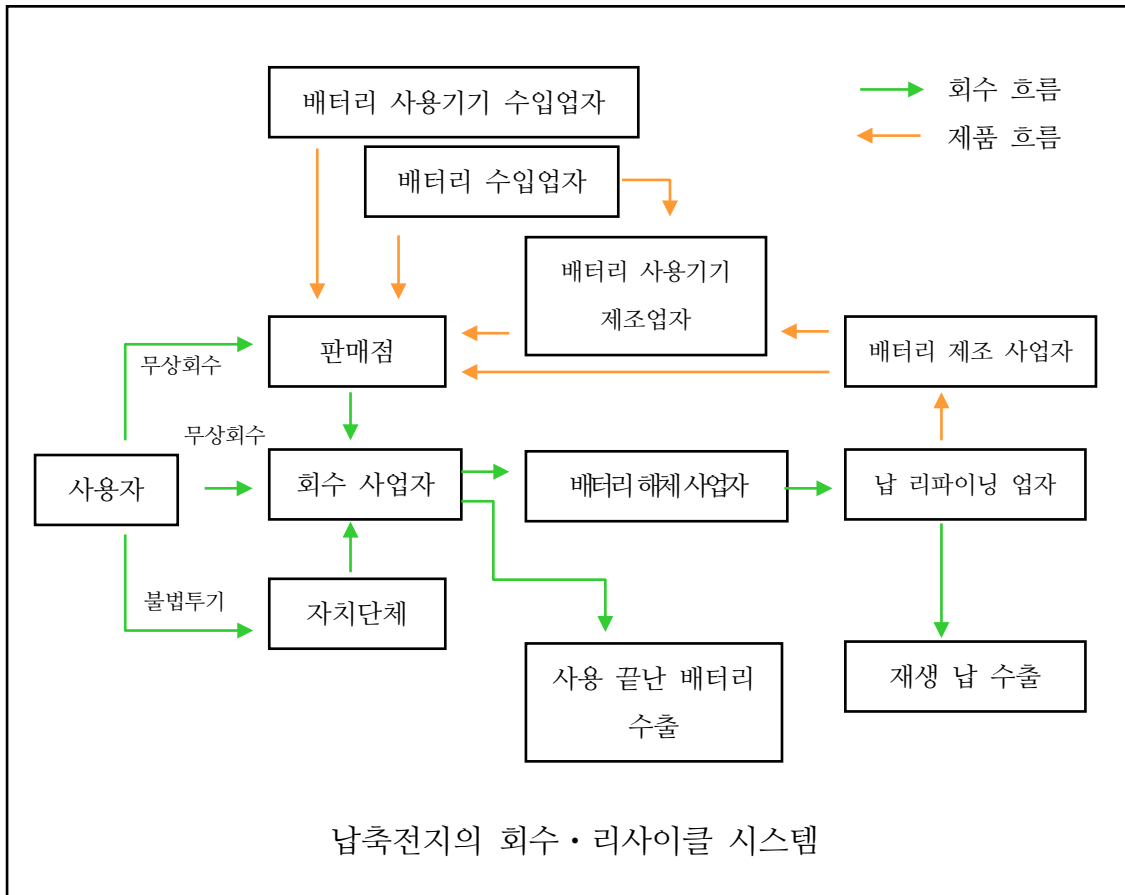 배터리 사용기기 수입업자
회수 흐름
제품 흐름
배터리 수입업자
배터리 사용기기
제조업자
판매점
배터리 제조 사업자
무상회수
무상회수
사용자
회수 사업자
배터리 해체 사업자
납 리파이닝 업자
불법투기
자치단체
사용 끝난 배터리
수출
재생 납 수출
납축전지의 회수・리사이클 시스템